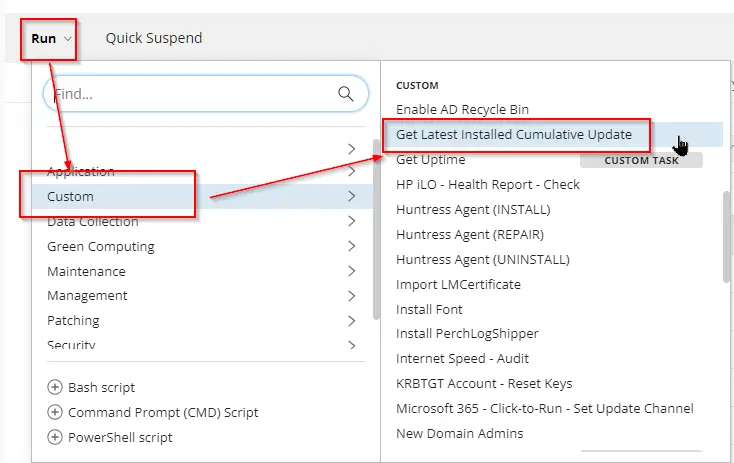 Run Quick Suspend
Find...
Application
Custom
Data Collection
Green Computing
Maintenance
Management
Patching
Security
Bash script
Command Prompt (CMD) Script
PowerShell script
CUSTOM
Enable AD Recycle Bin
Get Latest Installed Cumulative Update
Get Uptime
CUSTOM TASK
HP iLO - Health Report - Check
Huntress Agent (INSTALL)
Huntress Agent (REPAIR)
Huntress Agent (UNINSTALL)
Import LMCertificate
Install Font
Install PerchLogShipper
Internet Speed - Audit
KRBTGT Account - Reset Keys
Microsoft 365 - Click-to-Run - Set Update Channel
New Domain Admins